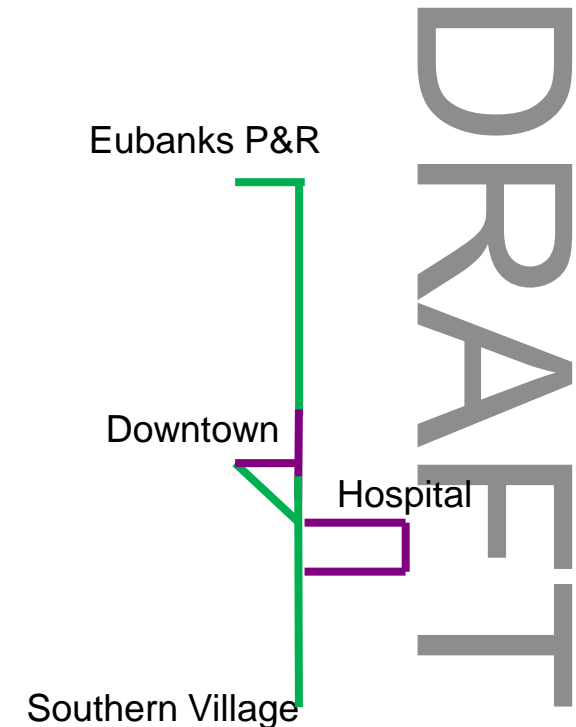 Eubanks P&R
Downtown
Hospital
Southern Village
DRAFT